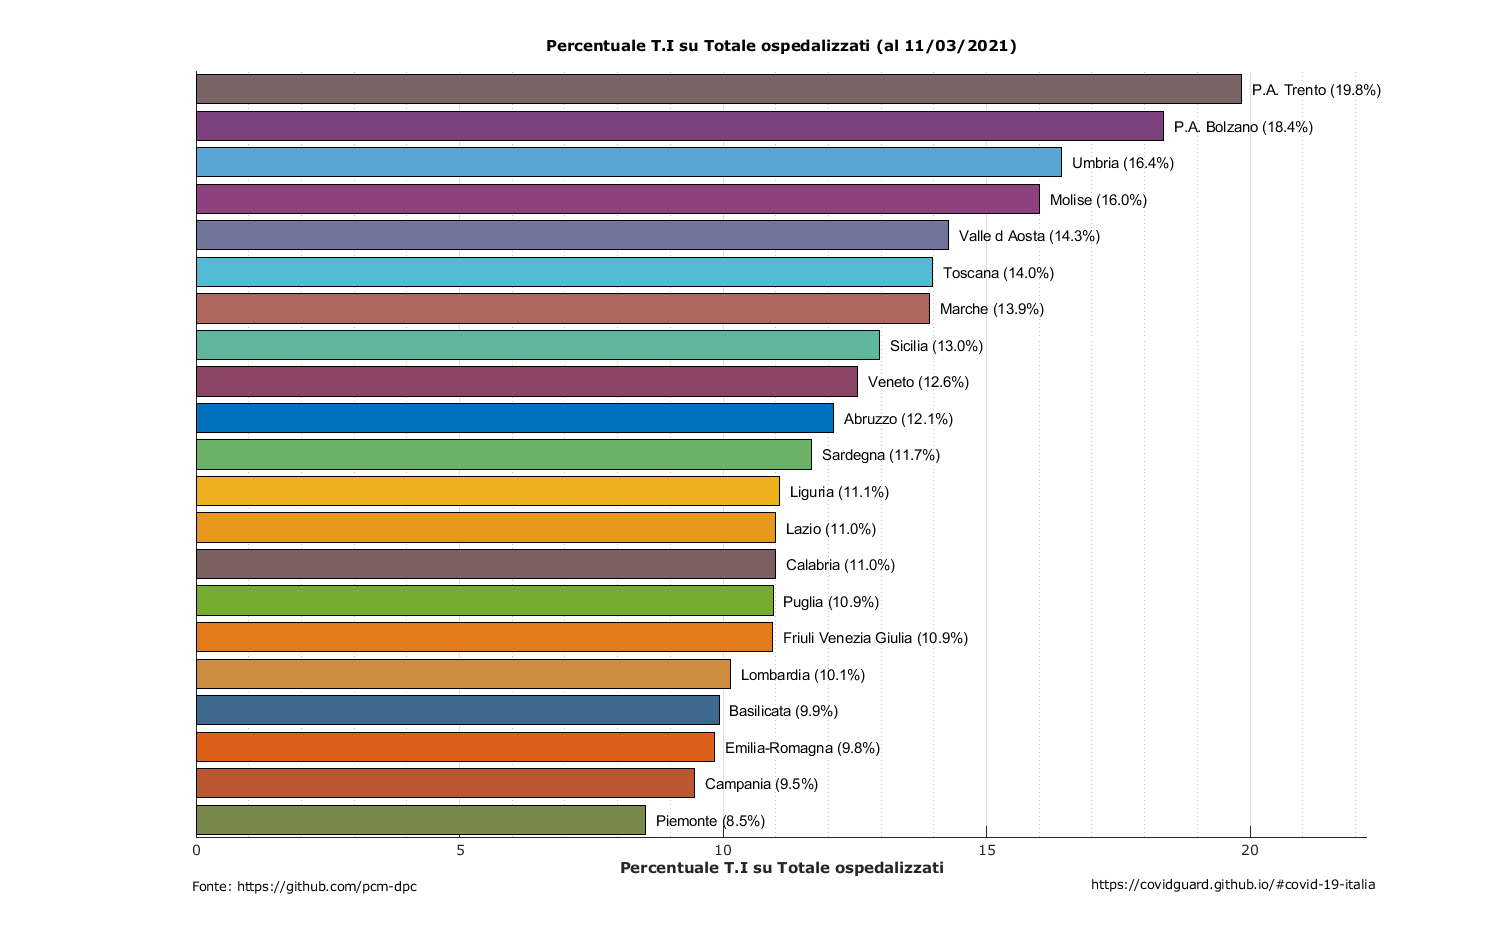 Percentuale T.I su Totale ospedalizzati (al 11/03/2021)
P.A. Trento (19.8%)
P.A. Bolzano (18.4%)
Umbria (16.4%)
Molise (16.0%)
Valle d Aosta (14.3%)
Toscana (14.0%)
Marche (13.9%)
Sicilia (13.0%)
Veneto (12.6%)
Abruzzo (12.1%)
Sardegna (11.7%)
Liguria (11.1%)
Lazio (11.0%)
Calabria (11.0%)
Puglia (10.9%)
Friuli Venezia Giulia (10.9%)
Lombardia (10.1%)
Basilicata (9.9%)
Emilia-Romagna (9.8%)
Campania (9.5%)
Piemonte (8.5%)
0 5 10 15 20
Percentuale T.I su Totale ospedalizzati
Fonte: https://github.com/pcm-dpc
https://covidguard.github.io/#covid-19-italia